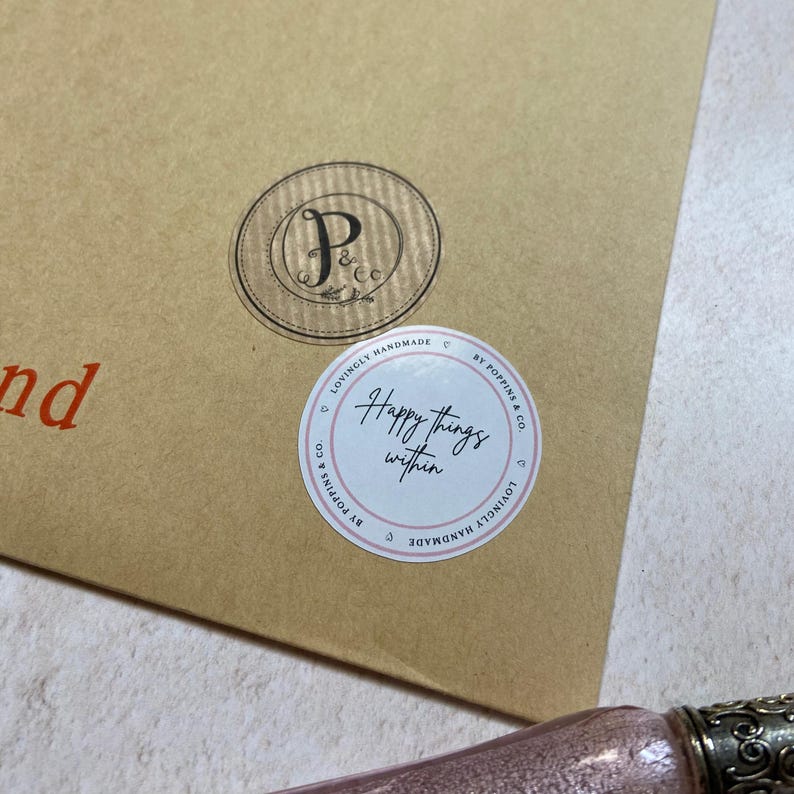 P
& Co.
nd
LOVINGLY HANDMADE ♡ BY POPPINS & CO. ♡ LOVINGLY HANDMADE ♡ BY POPPINS & CO. ♡
Happy things
within